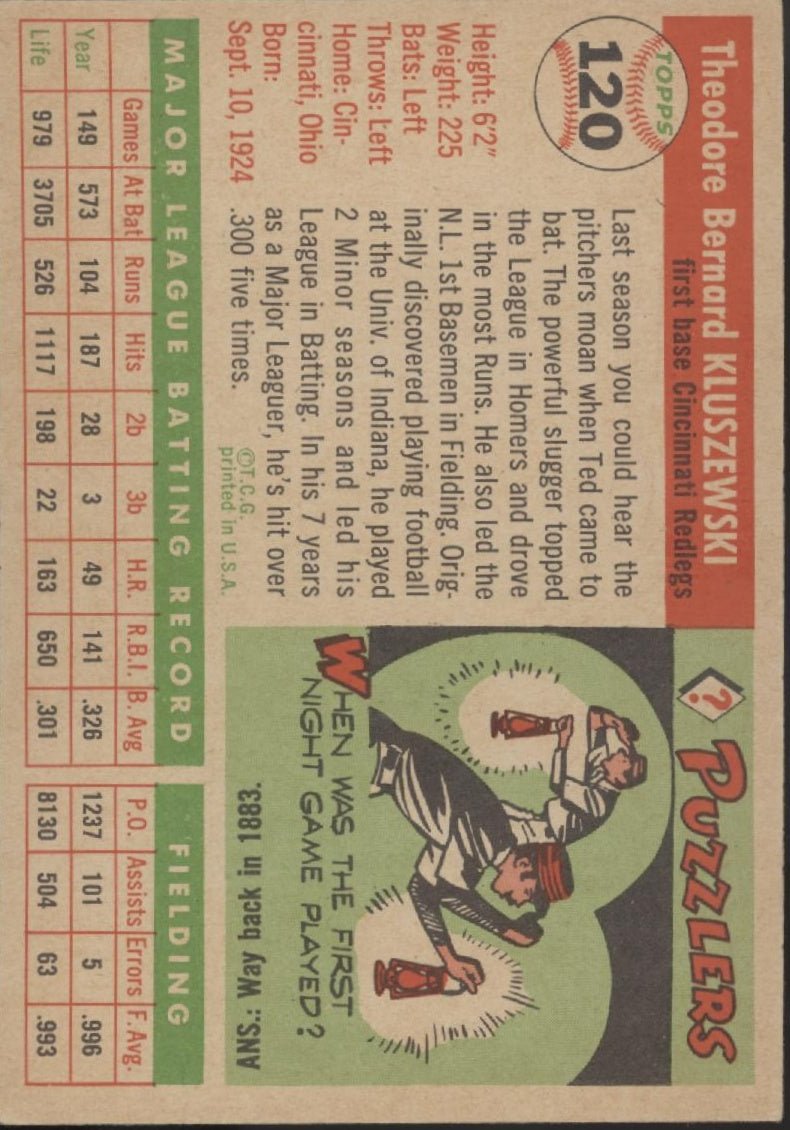 Theodore Bernard KLUSZEWSKI
first base Cincinnati Redlegs
TOPPS
120
Height: 6'2"
Weight: 225
Bats: Left
Throws: Left
Home: Cin-
cinnati, Ohio
Born:
Sept. 10, 1924
Last season you could hear the
pitchers moan when Ted came to
bat. The powerful slugger topped
the League in Homers and drove
in the most Runs. He also led the
N.L. 1st Basemen in Fielding. Orig-
inally discovered playing football
at the Univ. of Indiana, he played
2 Minor seasons and led his
League in Batting. In his 7 years
as a Major Leaguer, he's hit over
.300 five times.
©T.C.G.
printed in U.S.A.
?
PUZZLERS
WHEN WAS THE FIRST
NIGHT GAME PLAYED?
ANS.: Way back in 1883.
MAJOR LEAGUE BATTING RECORD
Games At Bat Runs Hits 2b 3b H.R. R.B.I. B. Avg
Year 149 573 104 187 28 3 49 141 .326
Life 979 3705 526 1117 198 22 163 650 .301
FIELDING
P.O. Assists Errors F. Avg.
1237 101 5 .996
8130 504 63 .993